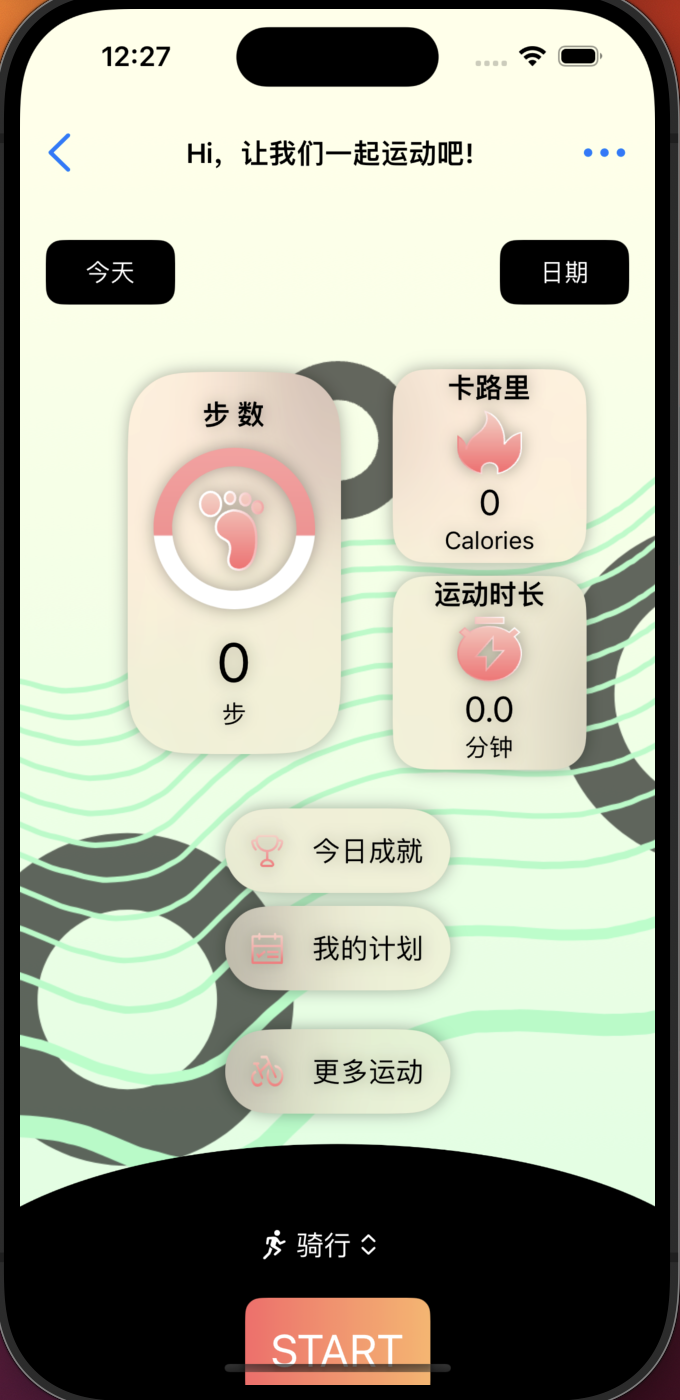 12:27
Hi，让我们一起运动吧!
今天
日期
步 数
0
步
卡路里
0
Calories
运动时长
0.0
分钟
今日成就
我的计划
更多运动
骑行
START